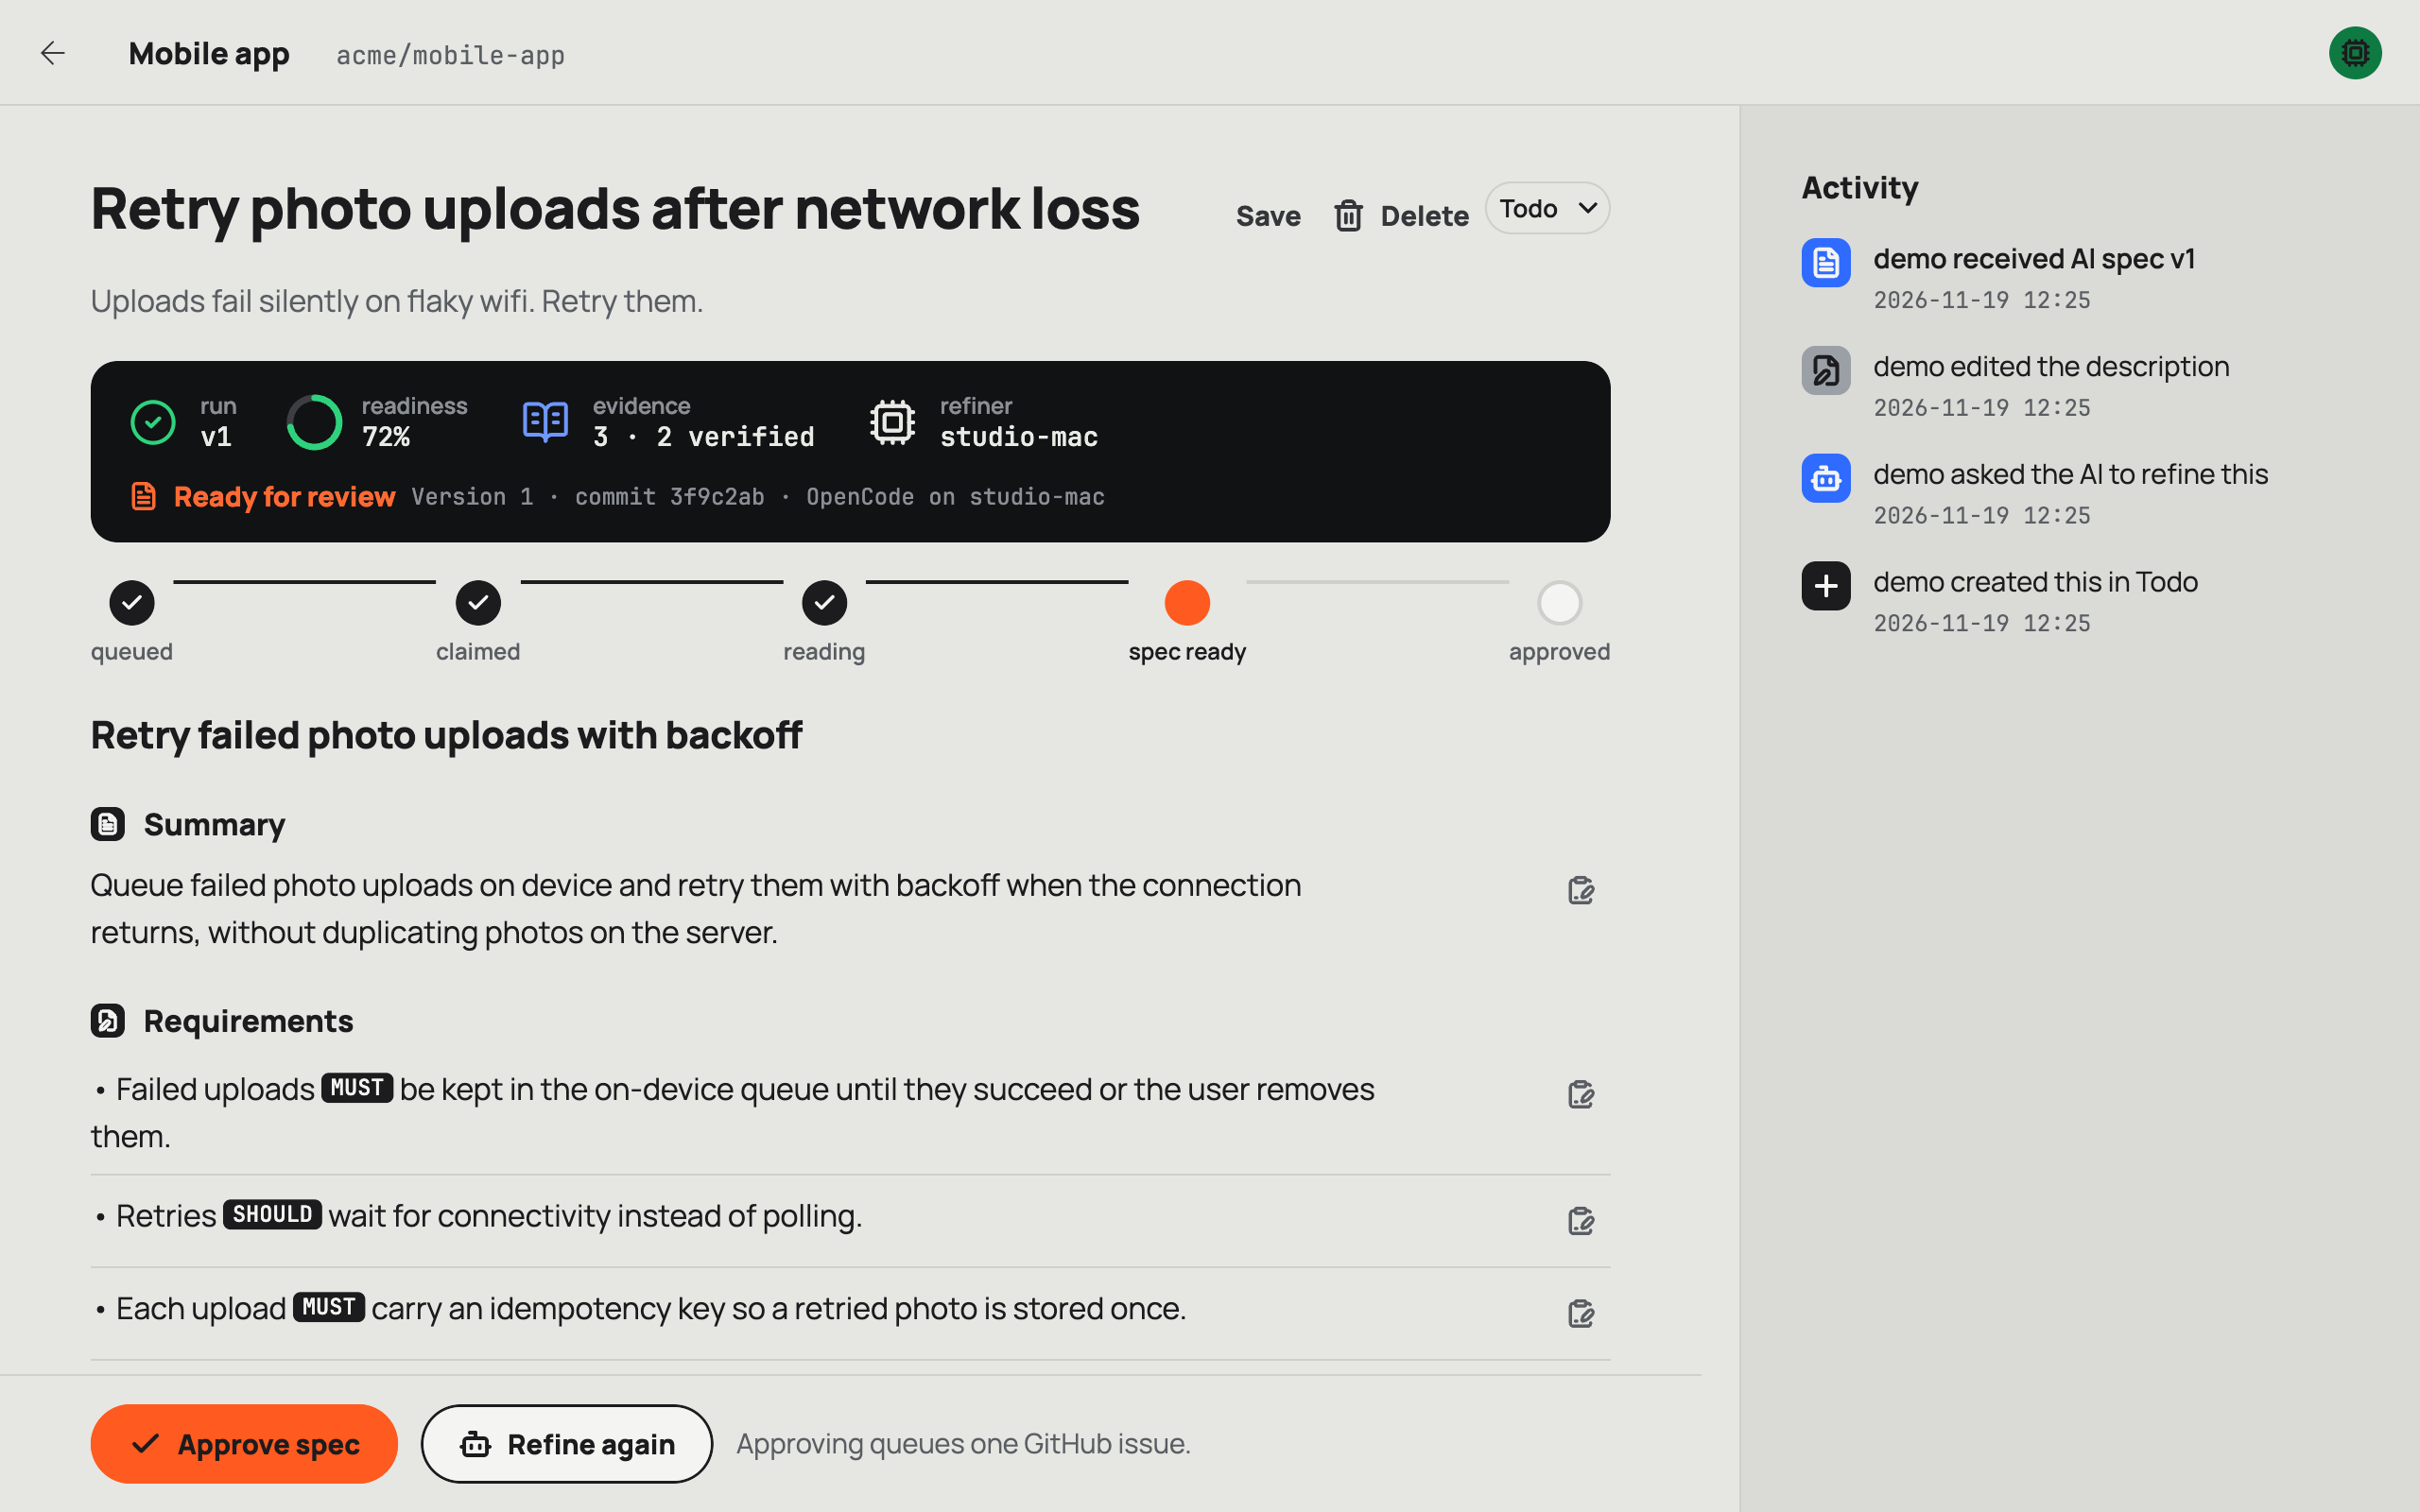 Mobile app acme/mobile-app
Retry photo uploads after network loss
Save Delete Todo
Uploads fail silently on flaky wifi. Retry them.
run
v1
readiness
72%
evidence
3 · 2 verified
refiner
studio-mac
Ready for review Version 1 · commit 3f9c2ab · OpenCode on studio-mac
queued claimed reading spec ready approved
Retry failed photo uploads with backoff
Summary
Queue failed photo uploads on device and retry them with backoff when the connection
returns, without duplicating photos on the server.
Requirements
• Failed uploads MUST be kept in the on-device queue until they succeed or the user removes
them.
• Retries SHOULD wait for connectivity instead of polling.
• Each upload MUST carry an idempotency key so a retried photo is stored once.
Approve spec Refine again Approving queues one GitHub issue.
Activity
demo received AI spec v1
2026-11-19 12:25
demo edited the description
2026-11-19 12:25
demo asked the AI to refine this
2026-11-19 12:25
demo created this in Todo
2026-11-19 12:25